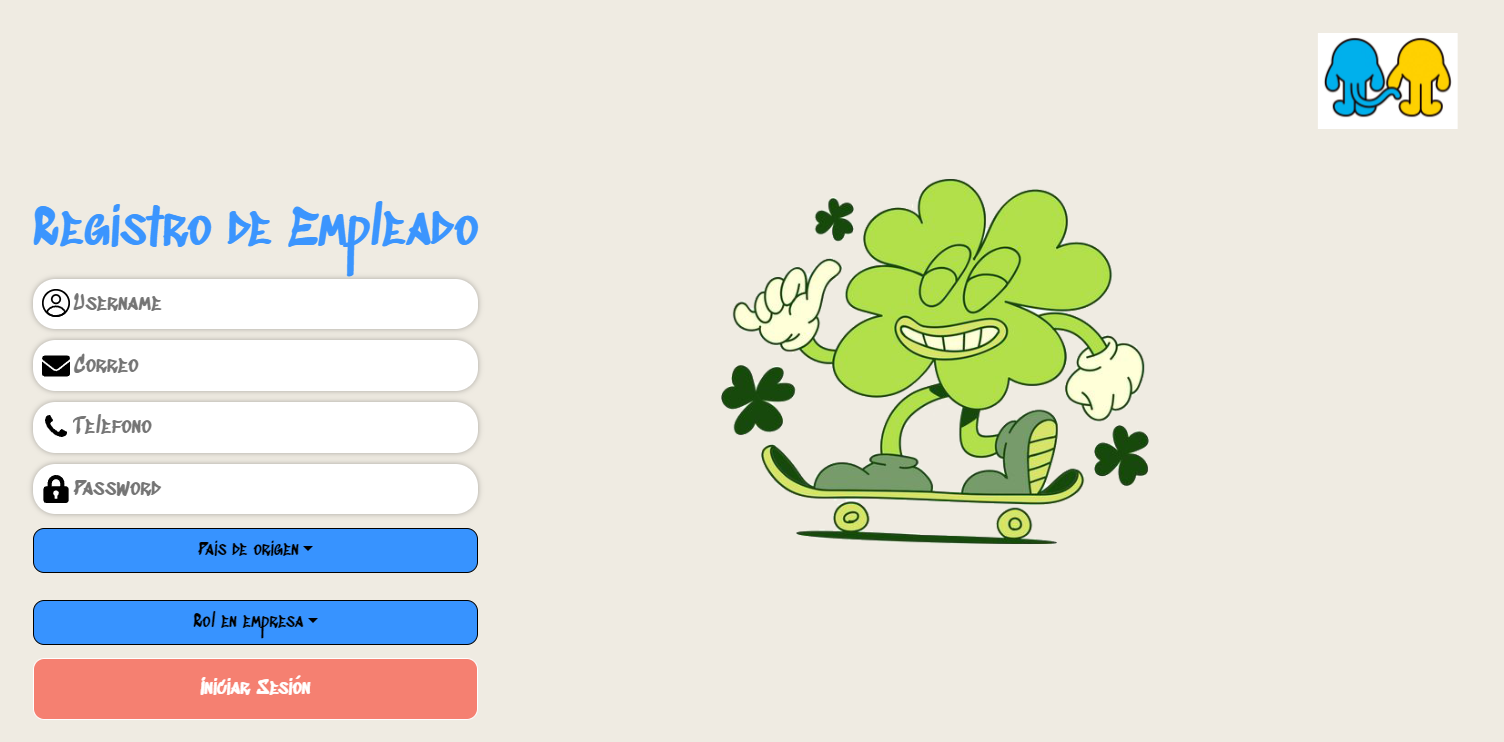 Registro de Empleado
Username
Correo
Telefono
Password
Pais de origen
Rol en empresa
Iniciar Sesión